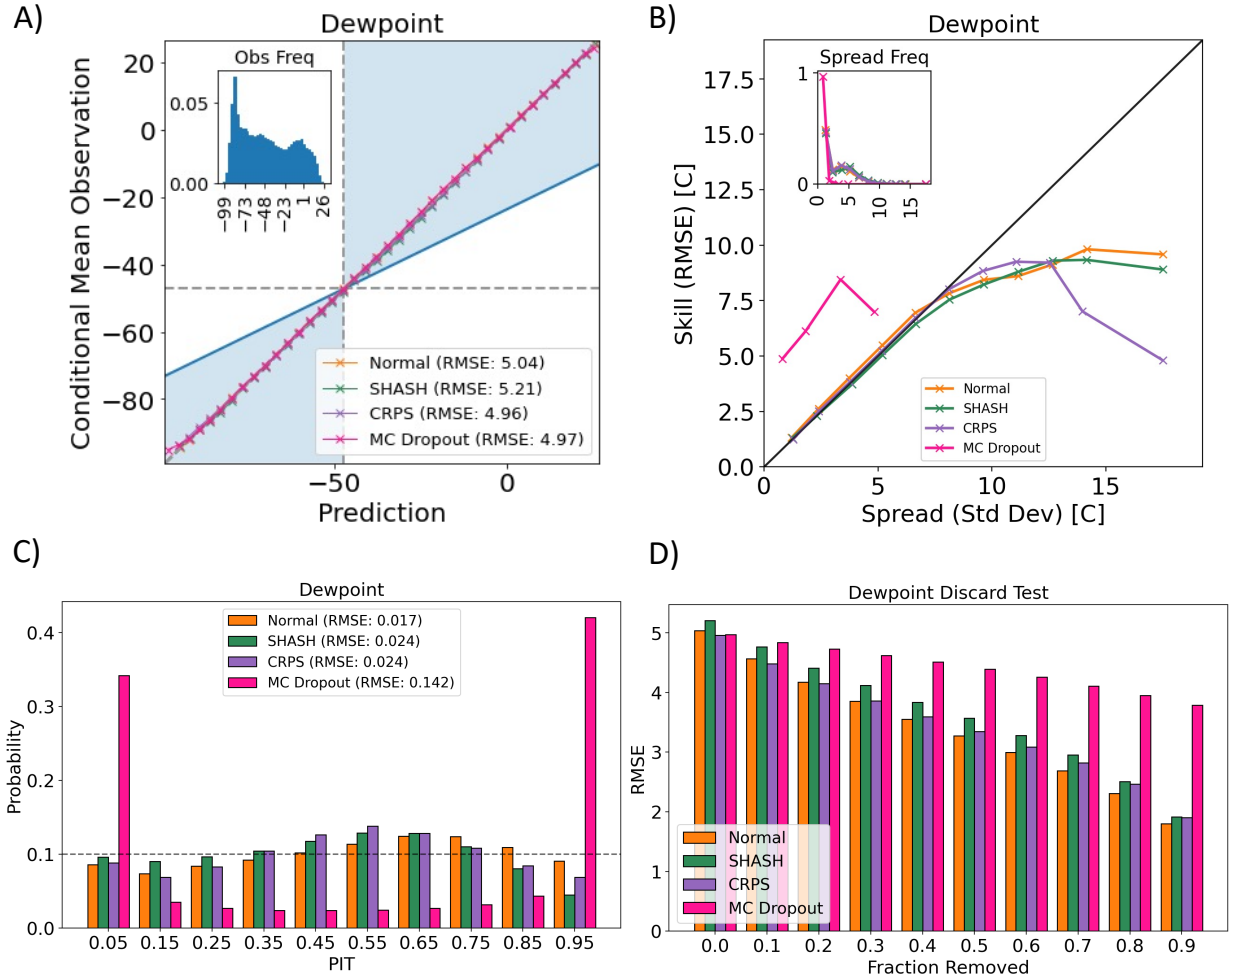 A)
Dewpoint
Conditional Mean Observation
20
0
−20
−40
−60
−80
Obs Freq
0.05
0.00
−99
−73
−48
−23
1
26
Normal (RMSE: 5.04)
SHASH (RMSE: 5.21)
CRPS (RMSE: 4.96)
MC Dropout (RMSE: 4.97)
−50
0
Prediction
B)
Dewpoint
Skill (RMSE) [C]
17.5
15.0
12.5
10.0
7.5
5.0
2.5
0.0
Spread Freq
1
0
0
5
10
15
Normal
SHASH
CRPS
MC Dropout
0
5
10
15
Spread (Std Dev) [C]
C)
Dewpoint
Probability
0.4
0.3
0.2
0.1
0.0
Normal (RMSE: 0.017)
SHASH (RMSE: 0.024)
CRPS (RMSE: 0.024)
MC Dropout (RMSE: 0.142)
0.05 0.15 0.25 0.35 0.45 0.55 0.65 0.75 0.85 0.95
PIT
D)
Dewpoint Discard Test
RMSE
5
4
3
2
1
0
Normal
SHASH
CRPS
MC Dropout
0.0 0.1 0.2 0.3 0.4 0.5 0.6 0.7 0.8 0.9
Fraction Removed